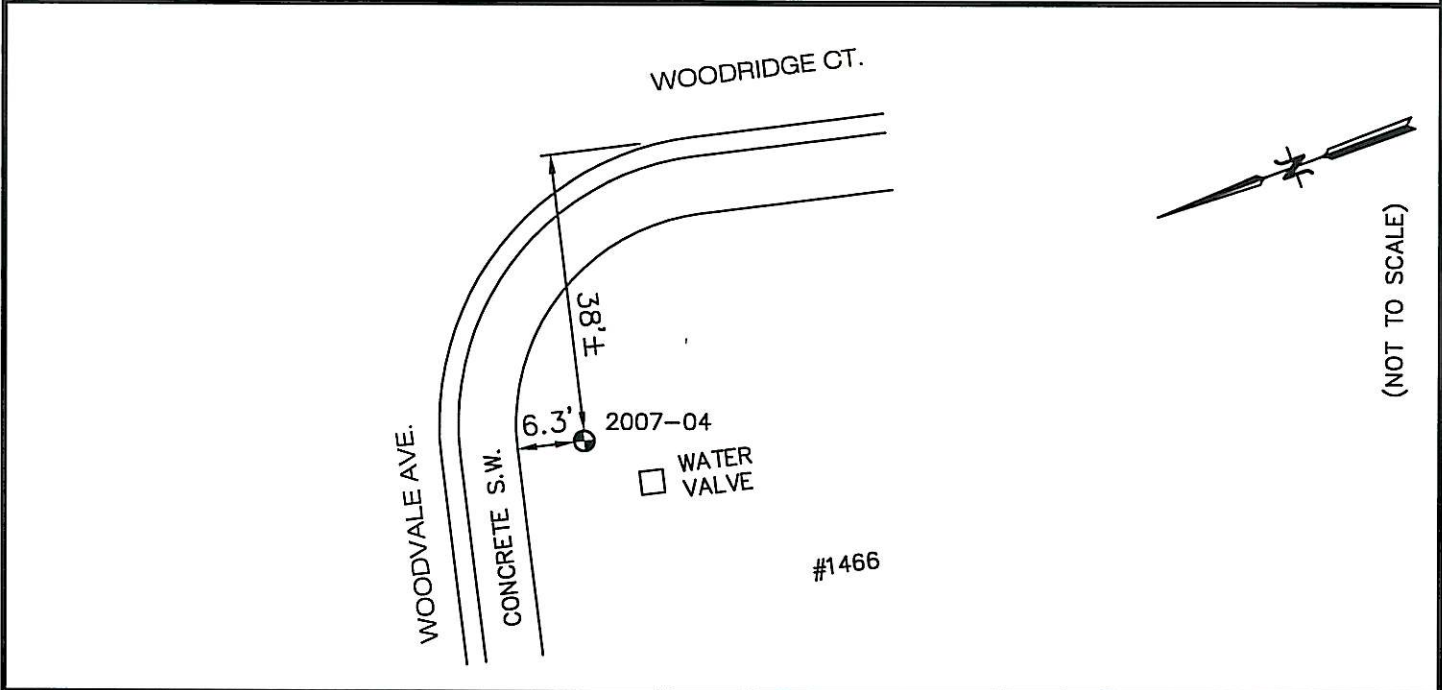 WOODRIDGE CT.
N
(NOT TO SCALE)
38'±
6.3'
2007-04
WATER
VALVE
WOODVALE AVE.
CONCRETE S.W.
#1466